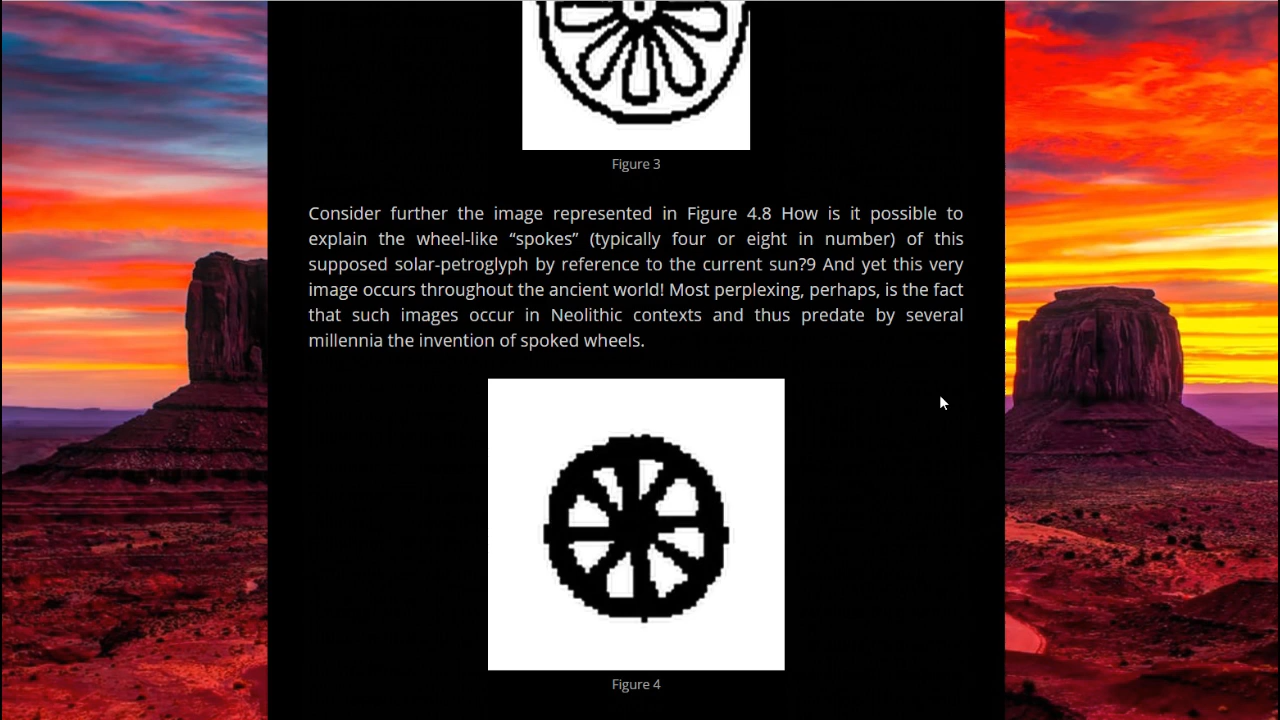 Figure 3
Consider further the image represented in Figure 4.8 How is it possible to
explain the wheel-like “spokes” (typically four or eight in number) of this
supposed solar-petroglyph by reference to the current sun?9 And yet this very
image occurs throughout the ancient world! Most perplexing, perhaps, is the fact
that such images occur in Neolithic contexts and thus predate by several
millennia the invention of spoked wheels.
Figure 4